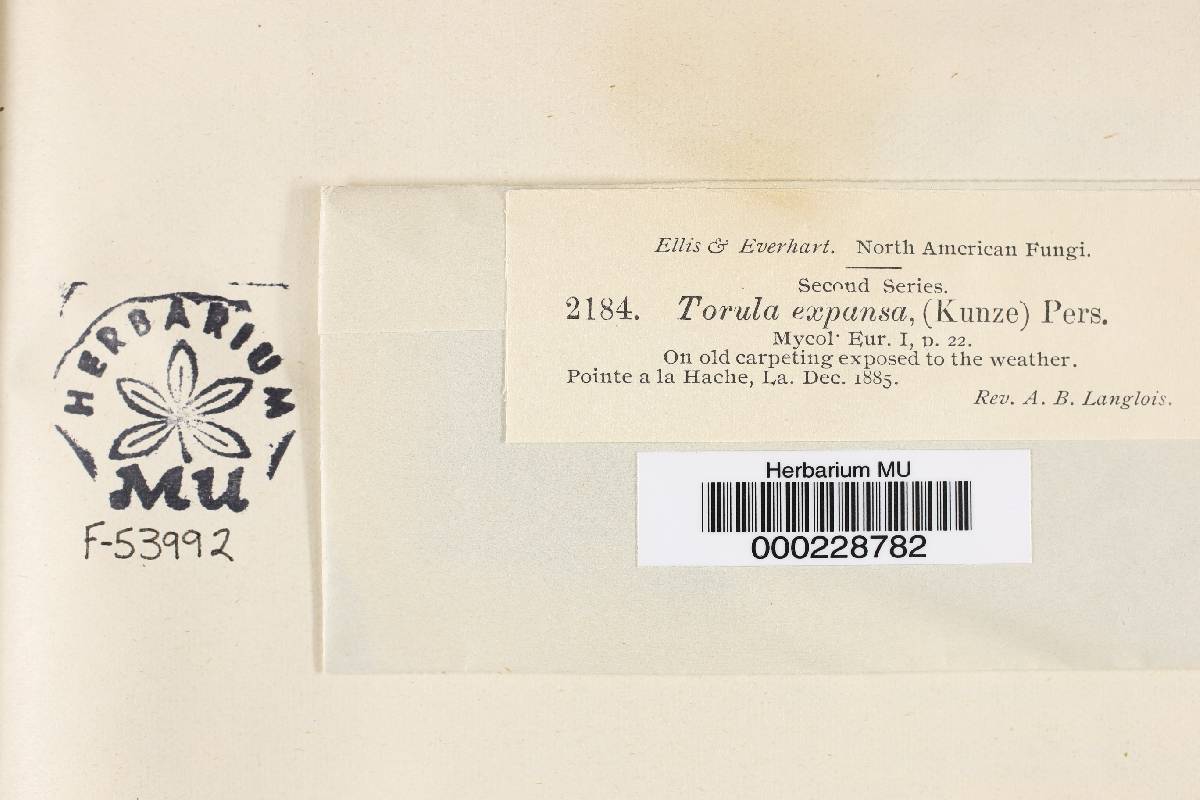 HERBARIUM
MU
F-53992
Ellis & Everhart. North American Fungi.
Second Series.
2184. Torula expansa, (Kunze) Pers.
Mycol· Eur. I, p. 22.
On old carpeting exposed to the weather.
Pointe a la Hache, La. Dec. 1885.
Rev. A. B. Langlois.
Herbarium MU
000228782